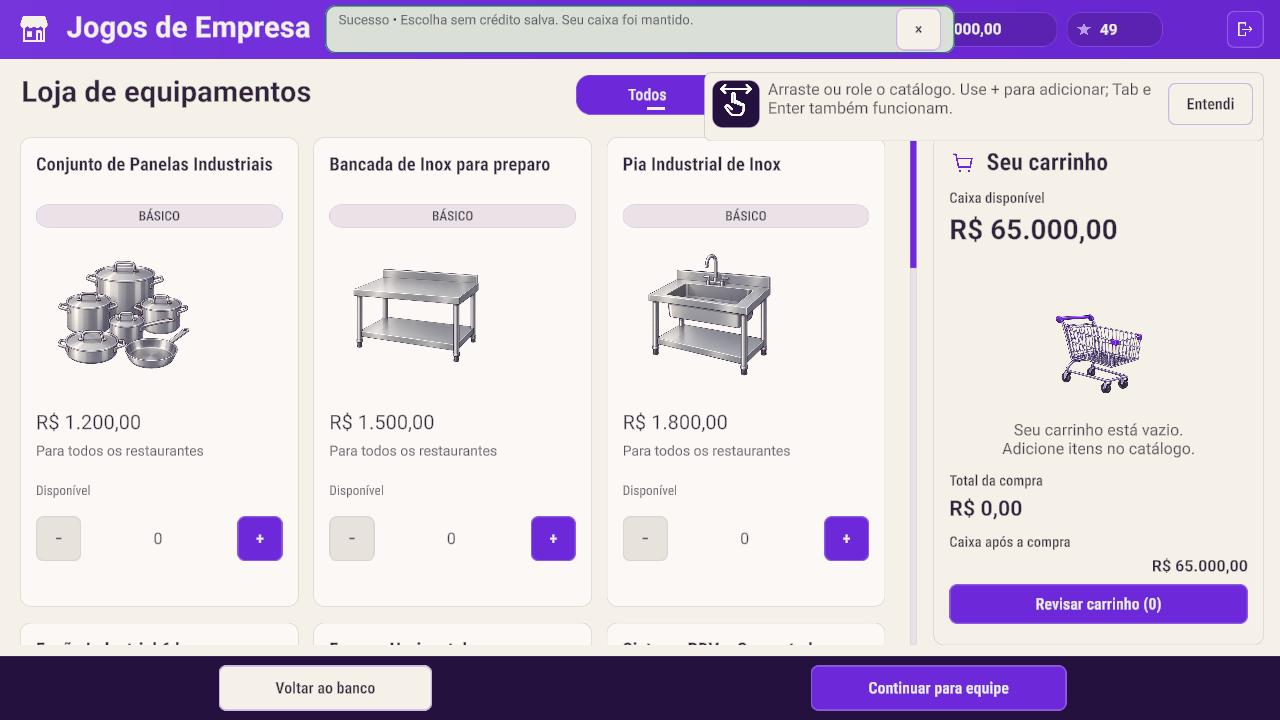 Jogos de Empresa
Sucesso • Escolha sem crédito salva. Seu caixa foi mantido.
×
000,00
49
Loja de equipamentos
Todos
Arraste ou role o catálogo. Use + para adicionar; Tab e
Enter também funcionam.
Entendi
Conjunto de Panelas Industriais
BÁSICO
R$ 1.200,00
Para todos os restaurantes
Disponível
-
0
+
Bancada de Inox para preparo
BÁSICO
R$ 1.500,00
Para todos os restaurantes
Disponível
-
0
+
Pia Industrial de Inox
BÁSICO
R$ 1.800,00
Para todos os restaurantes
Disponível
-
0
+
Seu carrinho
Caixa disponível
R$ 65.000,00
Seu carrinho está vazio.
Adicione itens no catálogo.
Total da compra
R$ 0,00
Caixa após a compra
R$ 65.000,00
Revisar carrinho (0)
Voltar ao banco
Continuar para equipe